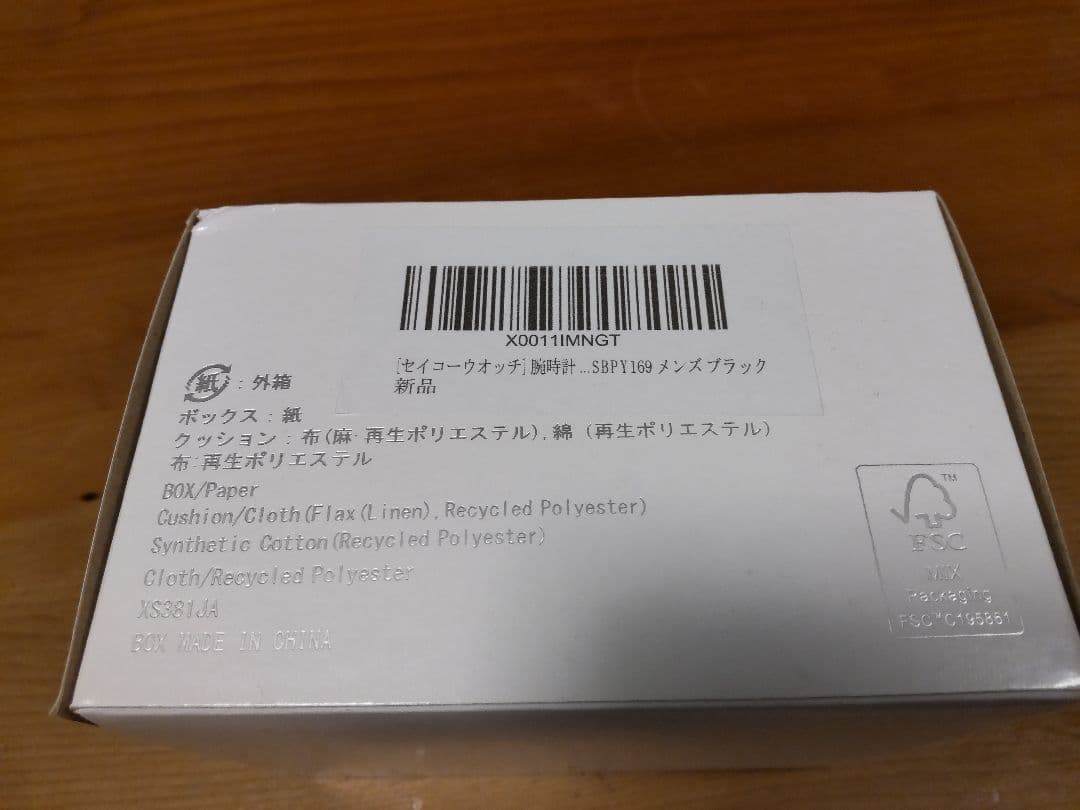 X0011IMNGT
[セイコーウオッチ] 腕時計 ...SBPY169 メンズ ブラック
新品
紙 : 外箱
ボックス : 紙
クッション : 布(麻・再生ポリエステル), 綿 (再生ポリエステル)
布:再生ポリエステル
BOX/Paper
Cushion/Cloth(Flax(Linen), Recycled Polyester)
Synthetic Cotton(Recycled Polyester)
Cloth/Recycled Polyester
XS381JA
BOX MADE IN CHINA
TM
FSC
MIX
Packaging
FSC™ C195861